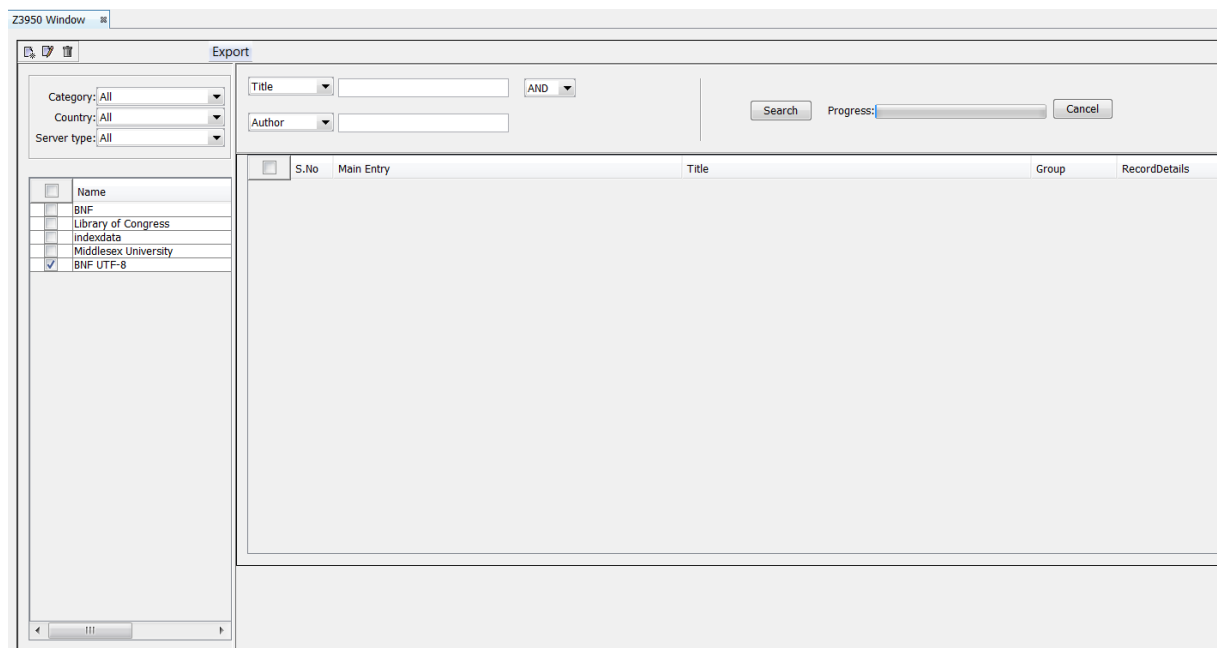 Z3950 Window
Export
Category: All
Country: All
Server type: All
Name
BNF
Library of Congress
indexdata
Middlesex University
BNF UTF-8
Title AND
Author
Search Progress: Cancel
S.No Main Entry Title Group RecordDetails